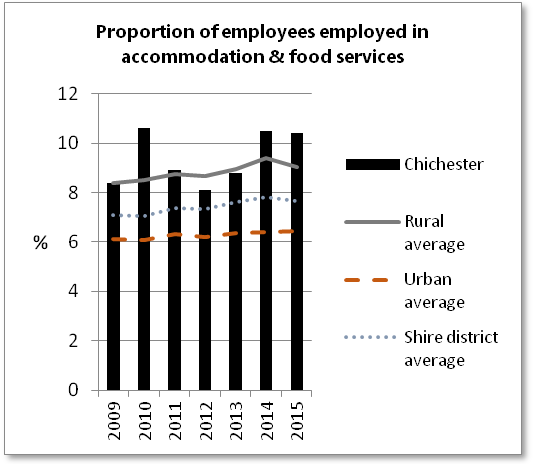 Proportion of employees employed in
accommodation & food services
12
10
8
6
4
2
0
%
2009
2010
2011
2012
2013
2014
2015
Chichester
Rural
average
Urban
average
Shire district
average